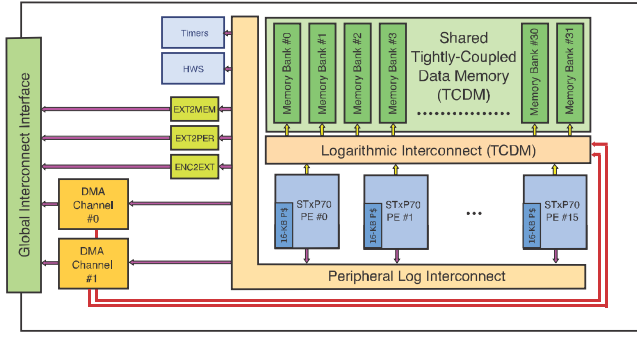 Global Interconnect Interface
Timers
HWS
EXT2MEM
EXT2PER
ENC2EXT
DMA
Channel
#0
DMA
Channel
#1
Memory Bank #0
Memory Bank #1
Memory Bank #2
Memory Bank #3
Shared
Tightly-Coupled
Data Memory
(TCDM)
................
Memory Bank #30
Memory Bank #31
Logarithmic Interconnect (TCDM)
16-KB P$
STxP70
PE #0
16-KB P$
STxP70
PE #1
...
16-KB P$
STxP70
PE #15
Peripheral Log Interconnect